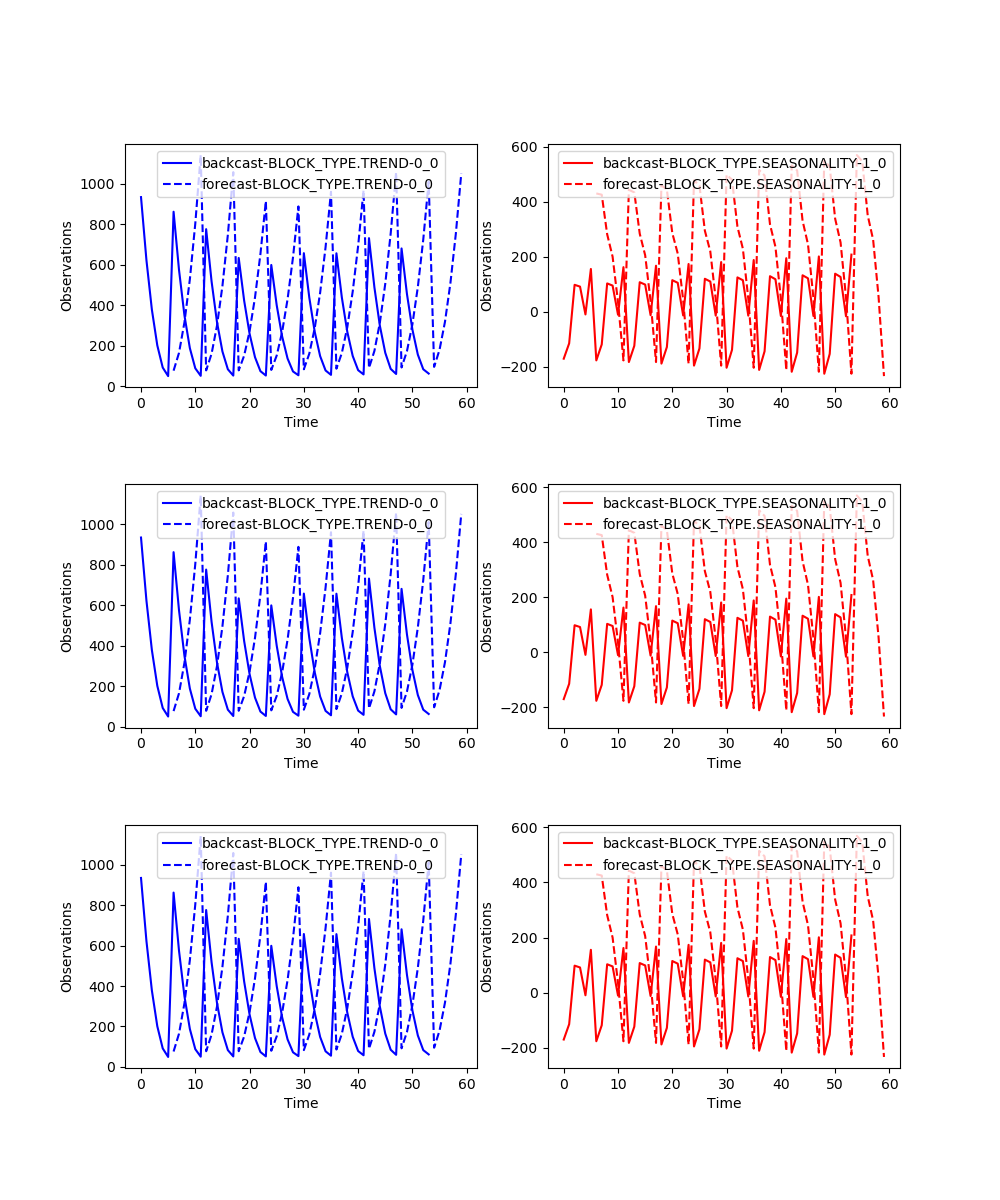 backcast-BLOCK_TYPE.TREND-0_0
forecast-BLOCK_TYPE.TREND-0_0
1000
800
600
400
200
0
Observations
0 10 20 30 40 50 60
Time
backcast-BLOCK_TYPE.SEASONALITY-1_0
forecast-BLOCK_TYPE.SEASONALITY-1_0
600
400
200
0
−200
Observations
0 10 20 30 40 50 60
Time
backcast-BLOCK_TYPE.TREND-0_0
forecast-BLOCK_TYPE.TREND-0_0
1000
800
600
400
200
0
Observations
0 10 20 30 40 50 60
Time
backcast-BLOCK_TYPE.SEASONALITY-1_0
forecast-BLOCK_TYPE.SEASONALITY-1_0
600
400
200
0
−200
Observations
0 10 20 30 40 50 60
Time
backcast-BLOCK_TYPE.TREND-0_0
forecast-BLOCK_TYPE.TREND-0_0
1000
800
600
400
200
0
Observations
0 10 20 30 40 50 60
Time
backcast-BLOCK_TYPE.SEASONALITY-1_0
forecast-BLOCK_TYPE.SEASONALITY-1_0
600
400
200
0
−200
Observations
0 10 20 30 40 50 60
Time